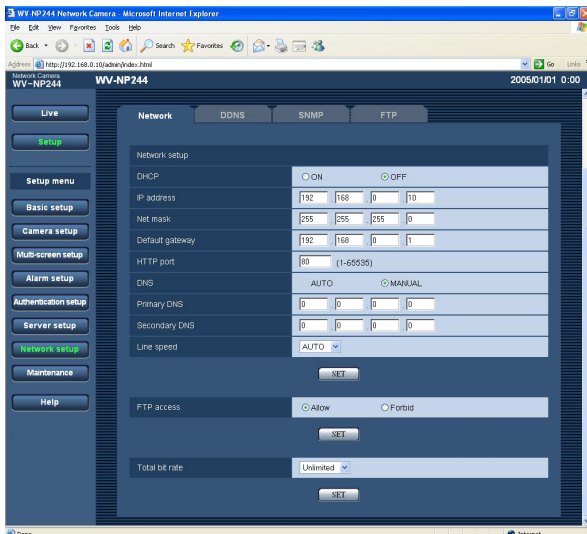 WV-NP244 Network Camera - Microsoft Internet Explorer
File Edit View Favorites Tools Help
Back Search Favorites
Address http://192.168.0.10/admin/index.html Go Links
Network Camera
WV-NP244
WV-NP244
2005/01/01 0:00
Live
Setup
Setup menu
Basic setup
Camera setup
Multi-screen setup
Alarm setup
Authentication setup
Server setup
Network setup
Maintenance
Help
Network DDNS SNMP FTP
Network setup
DHCP ON OFF
IP address 192 . 168 . 0 . 10
Net mask 255 . 255 . 255 . 0
Default gateway 192 . 168 . 0 . 1
HTTP port 80 (1-65535)
DNS AUTO MANUAL
Primary DNS 0 . 0 . 0 . 0
Secondary DNS 0 . 0 . 0 . 0
Line speed AUTO
SET
FTP access Allow Forbid
SET
Total bit rate Unlimited
SET
Done Internet